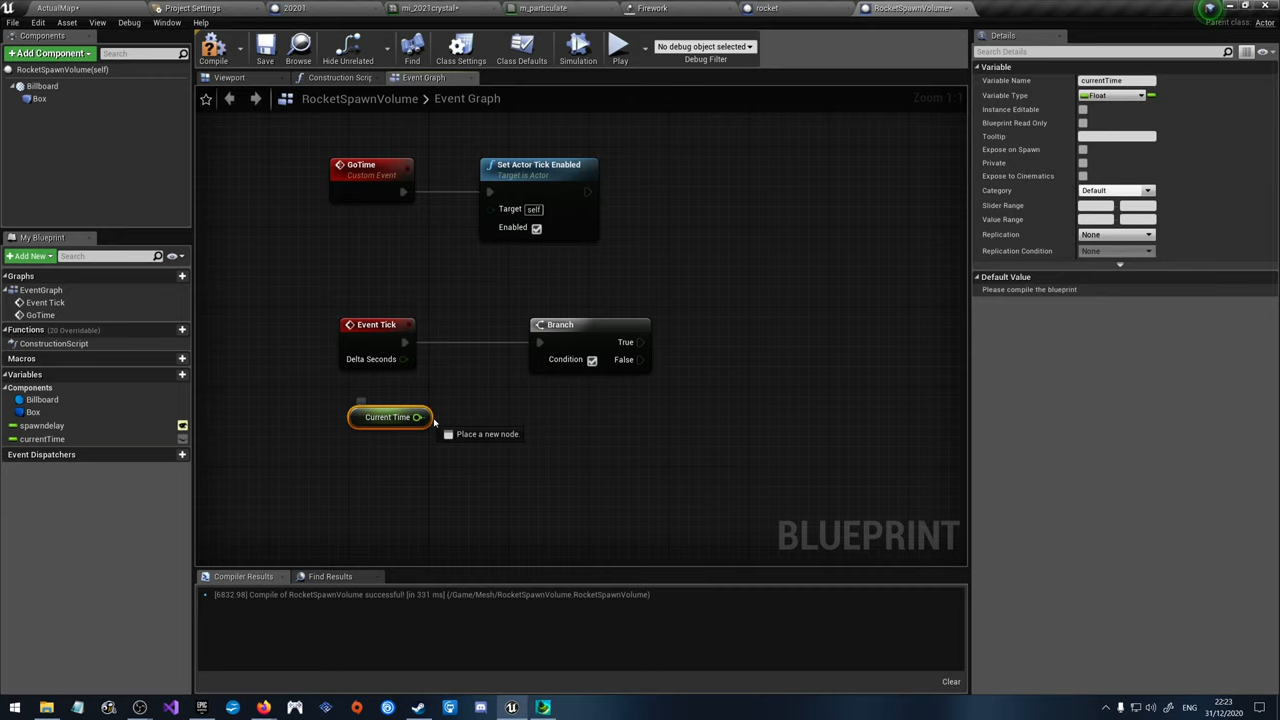 ActualMap*
Project Settings
20201
mi_2021crystal*
m_particulate
Firework
rocket
RocketSpawnVolume*
File Edit Asset View Debug Window Help
Parent class: Actor
Components
+ Add Component
Search
RocketSpawnVolume(self)
Billboard
Box
Compile
Save
Browse
Hide Unrelated
Find
Class Settings
Class Defaults
Simulation
Play
No debug object selected
Debug Filter
Viewport
Construction Scrip
Event Graph
RocketSpawnVolume > Event Graph
Zoom 1:1
GoTime
Custom Event
Set Actor Tick Enabled
Target is Actor
Target self
Enabled
Event Tick
Delta Seconds
Branch
True
Condition
False
Current Time
Place a new node.
BLUEPRINT
My Blueprint
+ Add New
Search
Graphs
EventGraph
Event Tick
GoTime
Functions (20 Overridable)
ConstructionScript
Macros
Variables
Components
Billboard
Box
spawndelay
currentTime
Event Dispatchers
Compiler Results
Find Results
[6832.98] Compile of RocketSpawnVolume successful! [in 331 ms] (/Game/Mesh/RocketSpawnVolume.RocketSpawnVolume)
Clear
Details
Search Details
Variable
Variable Name currentTime
Variable Type Float
Instance Editable
Blueprint Read Only
Tooltip
Expose on Spawn
Private
Expose to Cinematics
Category Default
Slider Range
Value Range
Replication None
Replication Condition None
Default Value
Please compile the blueprint
22:23
31/12/2020